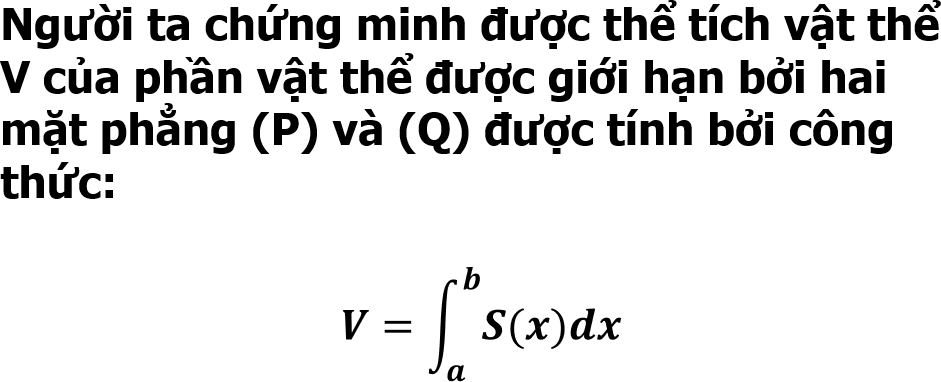 Người ta chứng minh được thể tích vật thể
V của phần vật thể được giới hạn bởi hai
mặt phẳng (P) và (Q) được tính bởi công
thức:
V = ∫_a^b S(x)dx